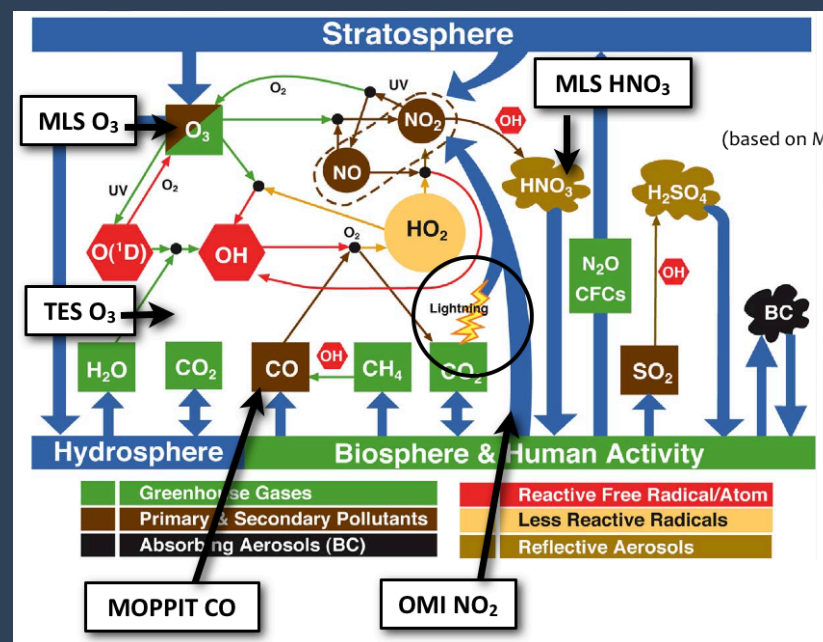 Stratosphere
MLS HNO₃
MLS O₃
O₂
UV
O₃
NO₂
OH
(based on M
NO
HNO₃
H₂SO₄
UV
O₂
HO₂
O(¹D)
OH
O₂
N₂O
CFCs
OH
TES O₃
Lightning
BC
H₂O
CO₂
CO
OH
CH₄
CO₂
SO₂
Hydrosphere
Biosphere & Human Activity
Greenhouse Gases
Reactive Free Radical/Atom
Primary & Secondary Pollutants
Less Reactive Radicals
Absorbing Aerosols (BC)
Reflective Aerosols
MOPPIT CO
OMI NO₂